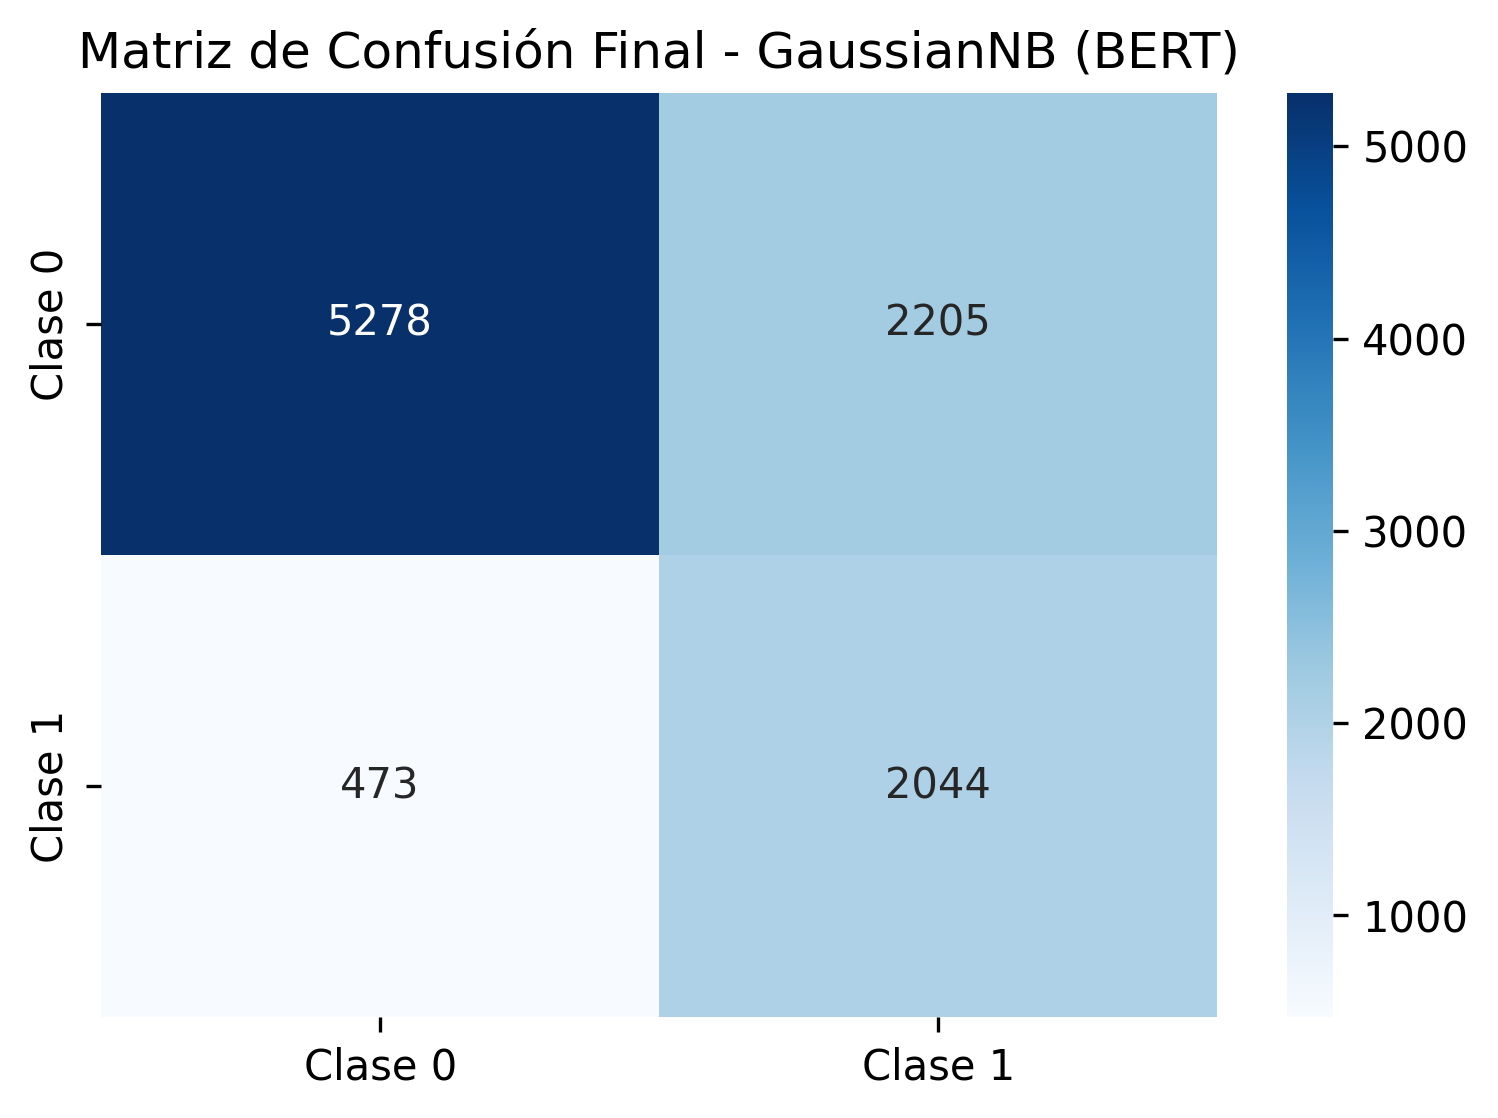 Matriz de Confusión Final - GaussianNB (BERT)
Clase 0
5278
2205
Clase 1
473
2044
Clase 0
Clase 1
5000
4000
3000
2000
1000